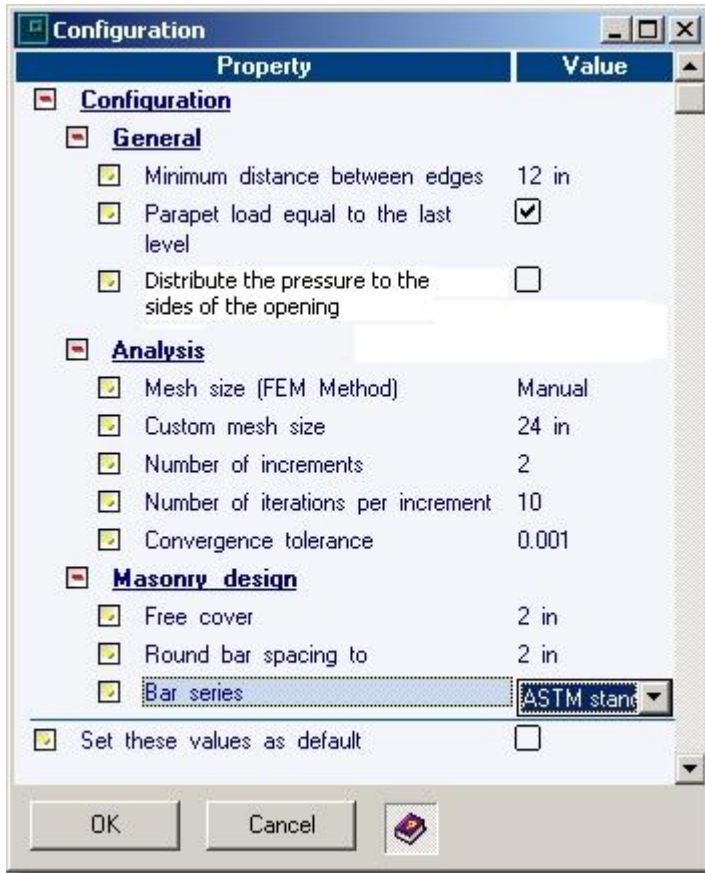 Configuration
Property Value
Configuration
General
Minimum distance between edges 12 in
Parapet load equal to the last
level
Distribute the pressure to the
sides of the opening
Analysis
Mesh size (FEM Method) Manual
Custom mesh size 24 in
Number of increments 2
Number of iterations per increment 10
Convergence tolerance 0.001
Masonry design
Free cover 2 in
Round bar spacing to 2 in
Bar series ASTM stand
Set these values as default
OK Cancel